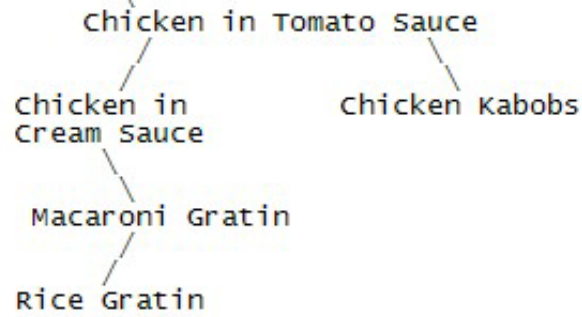 Chicken in Tomato Sauce
Chicken in Chicken Kabobs
Cream Sauce
Macaroni Gratin
Rice Gratin